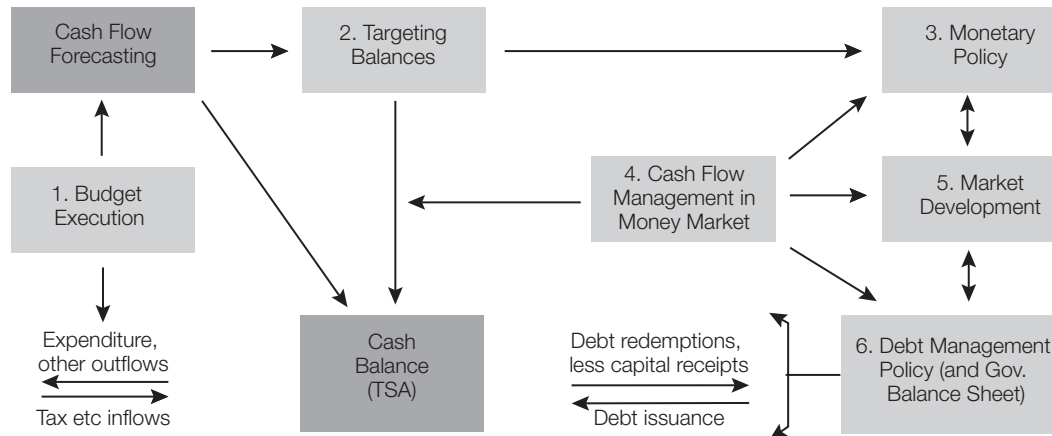 Cash Flow
Forecasting
2. Targeting
Balances
3. Monetary
Policy
1. Budget
Execution
4. Cash Flow
Management in
Money Market
5. Market
Development
Expenditure,
other outflows
Tax etc inflows
Cash
Balance
(TSA)
Debt redemptions,
less capital receipts
Debt issuance
6. Debt Management
Policy (and Gov.
Balance Sheet)